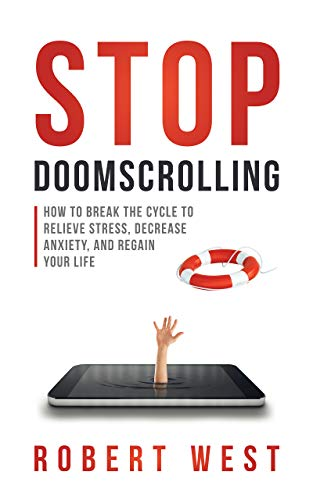 STOP
DOOMSCROLLING
HOW TO BREAK THE CYCLE TO
RELIEVE STRESS, DECREASE
ANXIETY, AND REGAIN
YOUR LIFE
ROBERT WEST